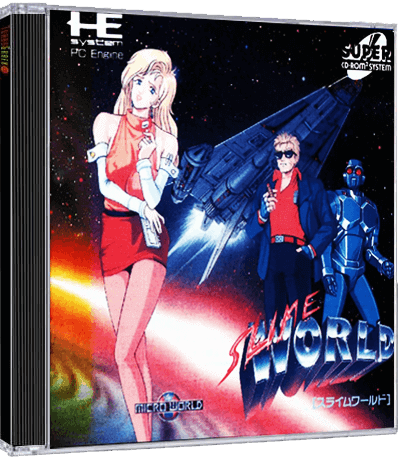 HE
system
PC Engine
SUPER
CD-ROM² SYSTEM
SLIME
WORLD
[スライムワールド]
MICRO WORLD